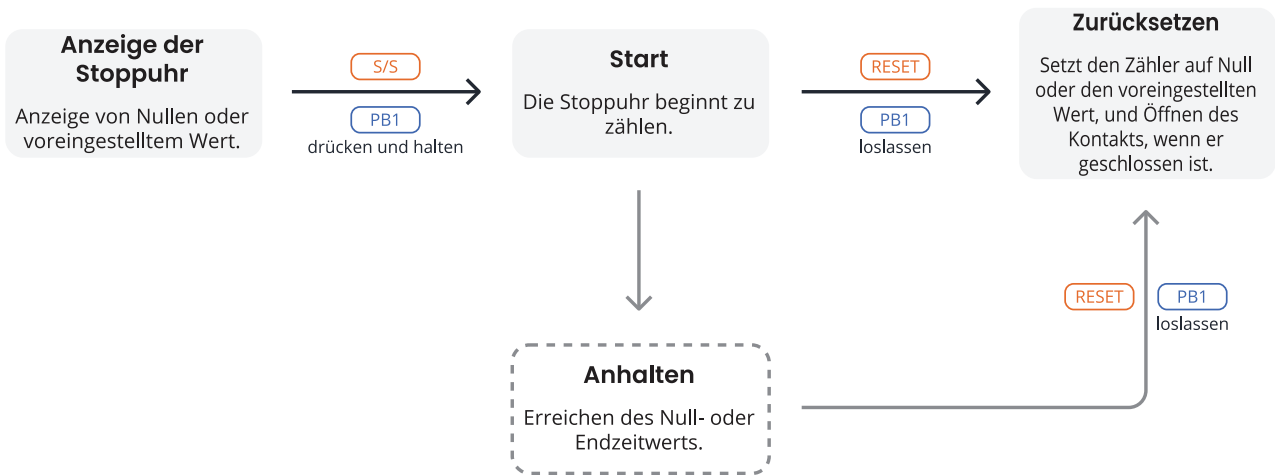 Anzeige der
Stoppuhr
Anzeige von Nullen oder
voreingestelltem Wert.
S/S
PB1
drücken und halten
Start
Die Stoppuhr beginnt zu
zählen.
RESET
PB1
loslassen
Zurücksetzen
Setzt den Zähler auf Null
oder den voreingestellten
Wert, und Öffnen des
Kontakts, wenn er
geschlossen ist.
Anhalten
Erreichen des Null- oder
Endzeitwerts.
RESET
PB1
loslassen